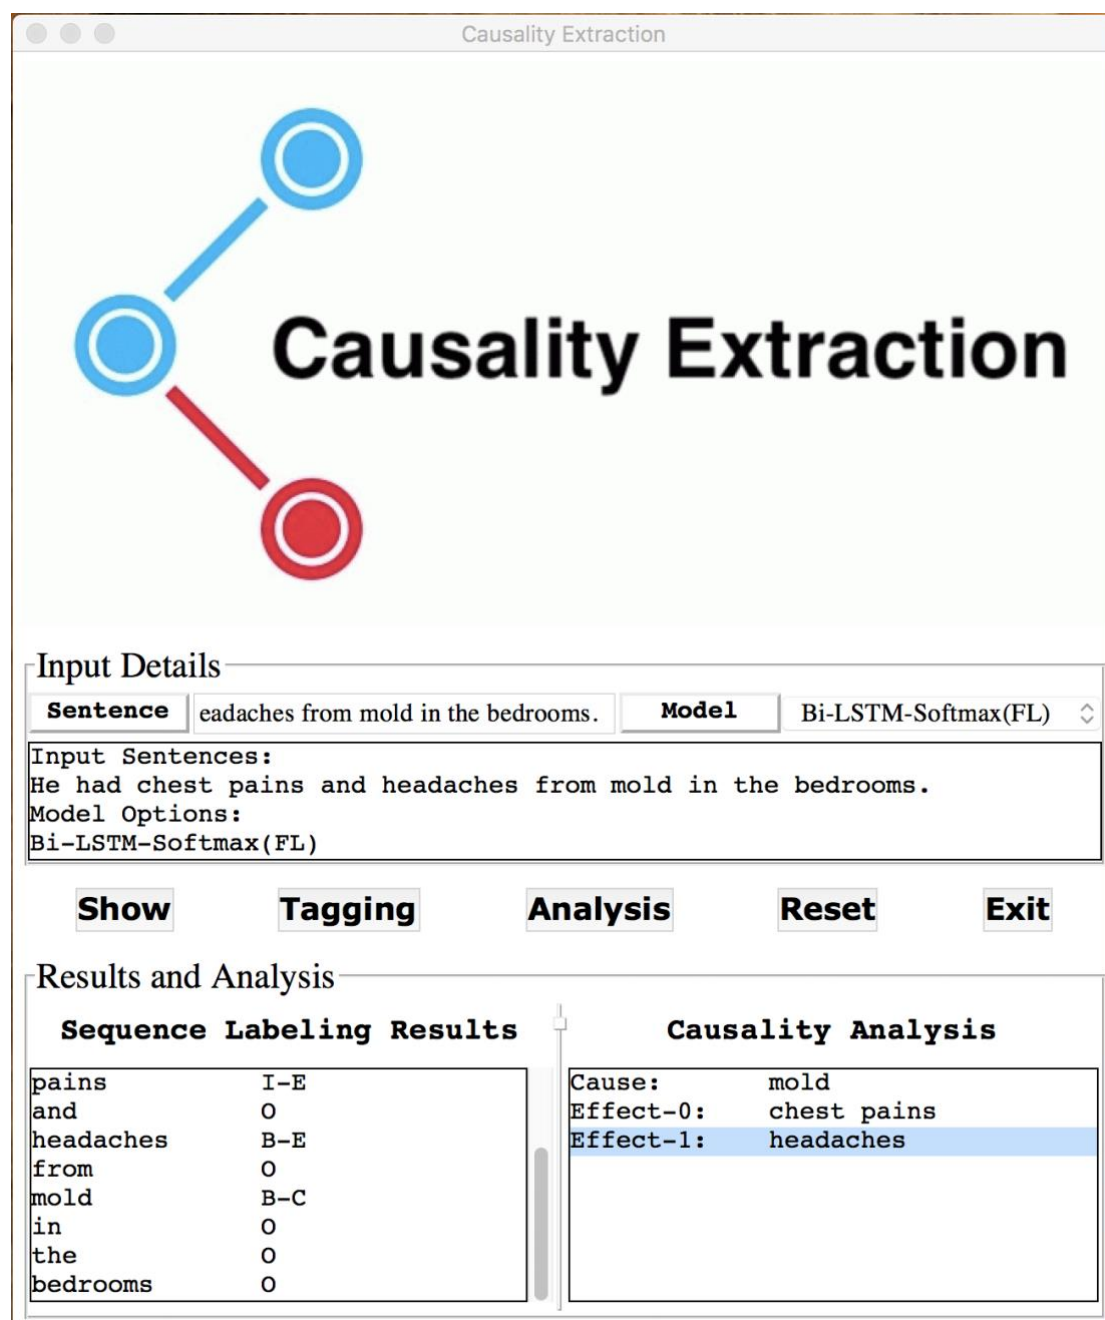 Causality Extraction
Causality Extraction
Input Details
Sentence eadaches from mold in the bedrooms. Model Bi-LSTM-Softmax(FL)
Input Sentences:
He had chest pains and headaches from mold in the bedrooms.
Model Options:
Bi-LSTM-Softmax(FL)
Show Tagging Analysis Reset Exit
Results and Analysis
Sequence Labeling Results
pains I-E
and O
headaches B-E
from O
mold B-C
in O
the O
bedrooms O
Causality Analysis
Cause: mold
Effect-0: chest pains
Effect-1: headaches